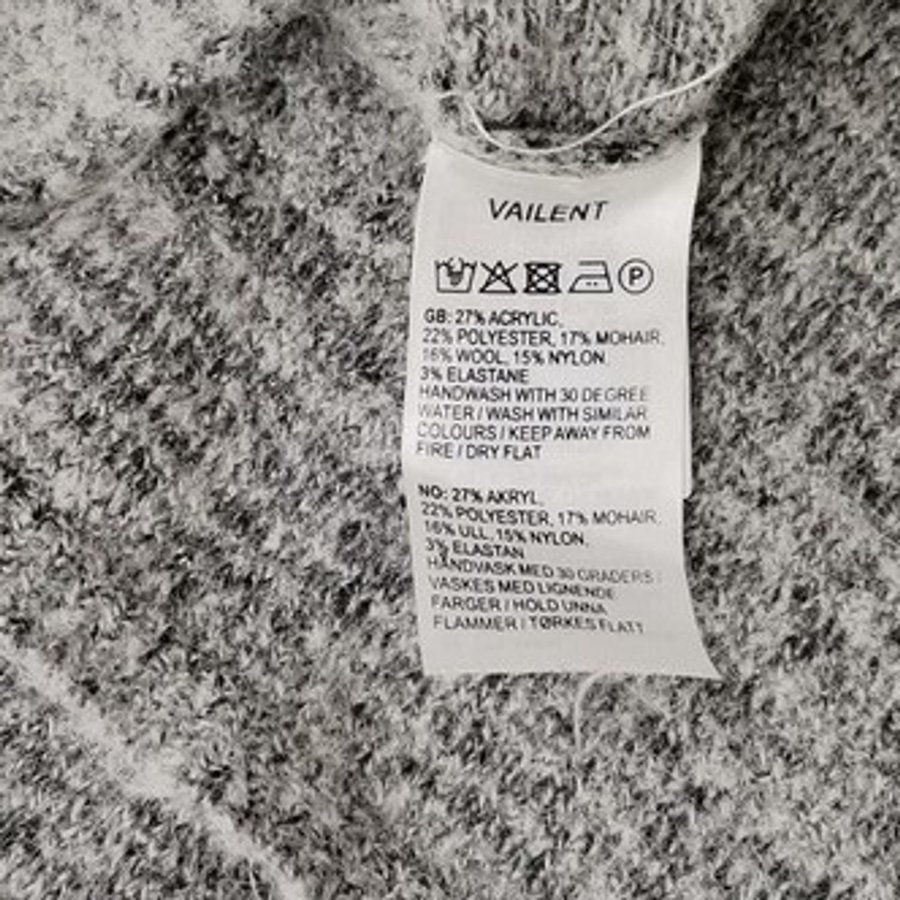 VAILENT
P
GB: 27% ACRYLIC,
22% POLYESTER, 17% MOHAIR,
16% WOOL, 15% NYLON,
3% ELASTANE
HANDWASH WITH 30 DEGREE
WATER / WASH WITH SIMILAR
COLOURS / KEEP AWAY FROM
FIRE / DRY FLAT
NO: 27% AKRYL,
22% POLYESTER, 17% MOHAIR,
16% ULL, 15% NYLON,
3% ELASTAN
HÅNDVASK MED 30 GRADERS /
VASKES MED LIGNENDE
FARGER / HOLD UNNA
FLAMMER / TØRKES FLATT